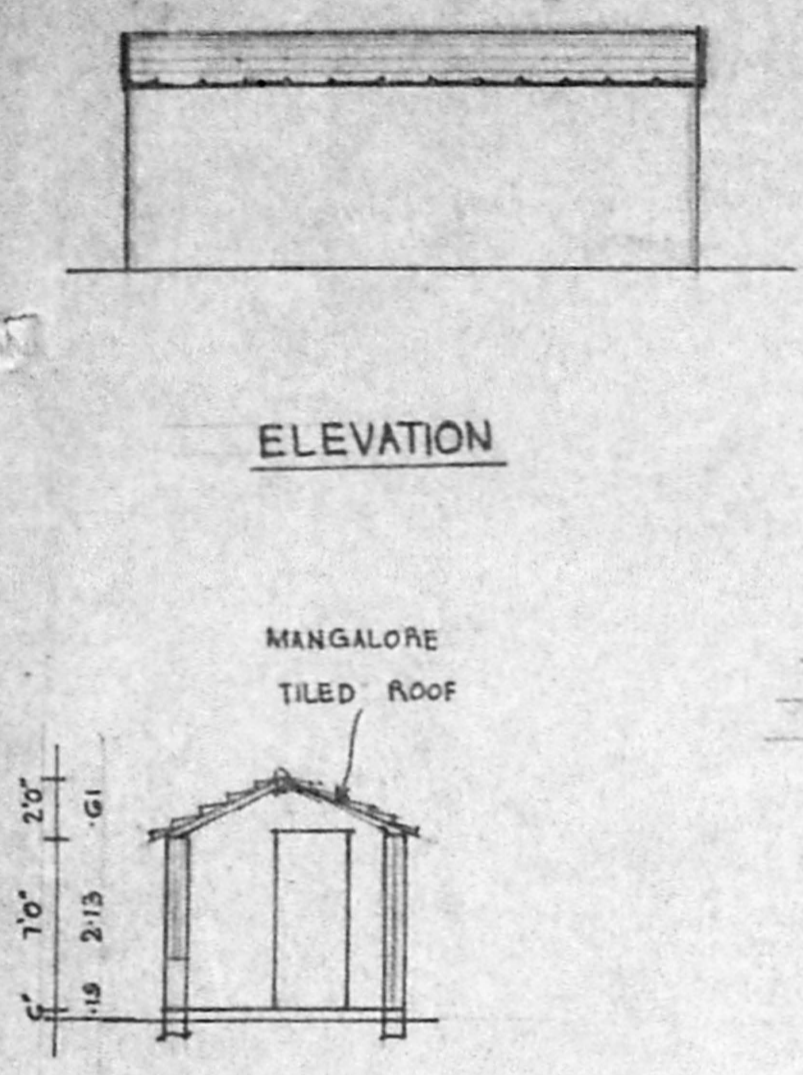 ELEVATION
MANGALORE
TILED ROOF
2'0"
.61
7'0"
2.13
6"
.15